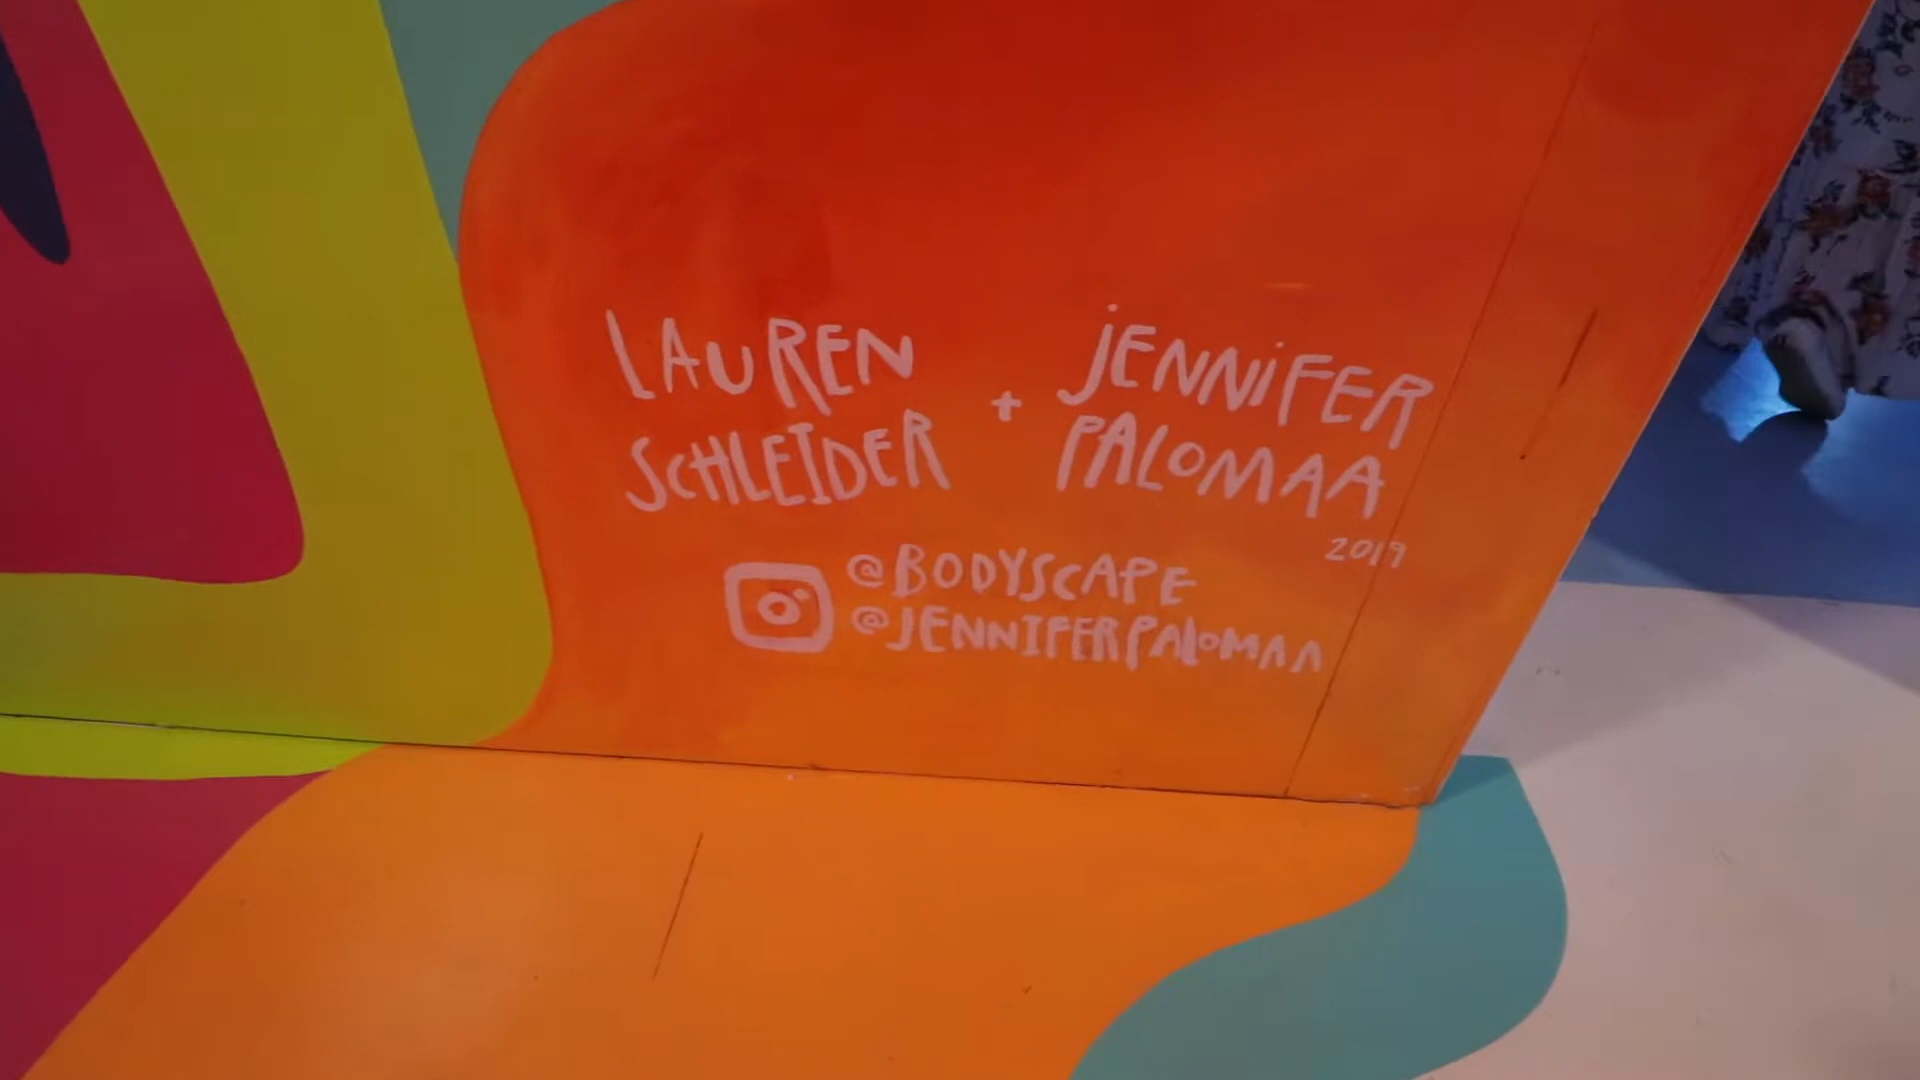 LAUREN
SCHLEIDER
+
JENNiFER
PALOMAA
2019
@BODYSCAPE
@JENNIFERPALOMAA